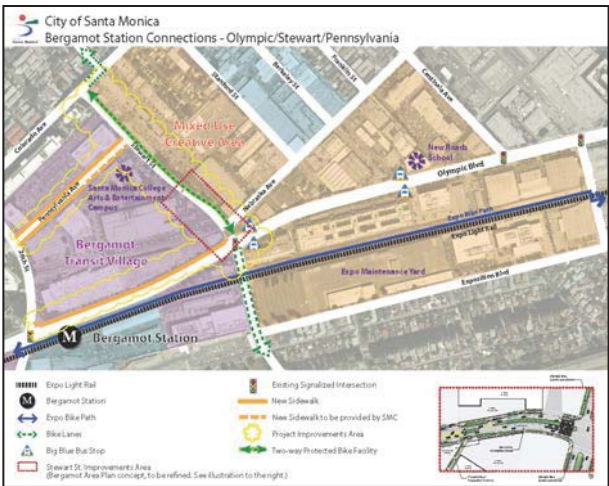 City of Santa Monica
Bergamot Station Connections - Olympic/Stewart/Pennsylvania
Stanford St
Berkeley St
Franklin St
Centinela Ave
Colorado Ave
Mixed Use
Creative Area
Stewart St
New Roads
School
Olympic Blvd
Nebraska Ave
Pennsylvania Ave
Santa Monica College
Arts & Entertainment
Campus
Expo Bike Path
Expo Light Rail
Bergamot
Transit Village
26th St
Expo Maintenance Yard
Exposition Blvd
M Bergamot Station
Expo Light Rail
M Bergamot Station
Expo Bike Path
Bike Lanes
Big Blue Bus Stop
Stewart St. Improvements Area
(Bergamot Area Plan concept, to be refined. See illustration to the right.)
Existing Signalized Intersection
New Sidewalk
New Sidewalk to be provided by SMC
Project Improvements Area
Two-way Protected Bike Facility